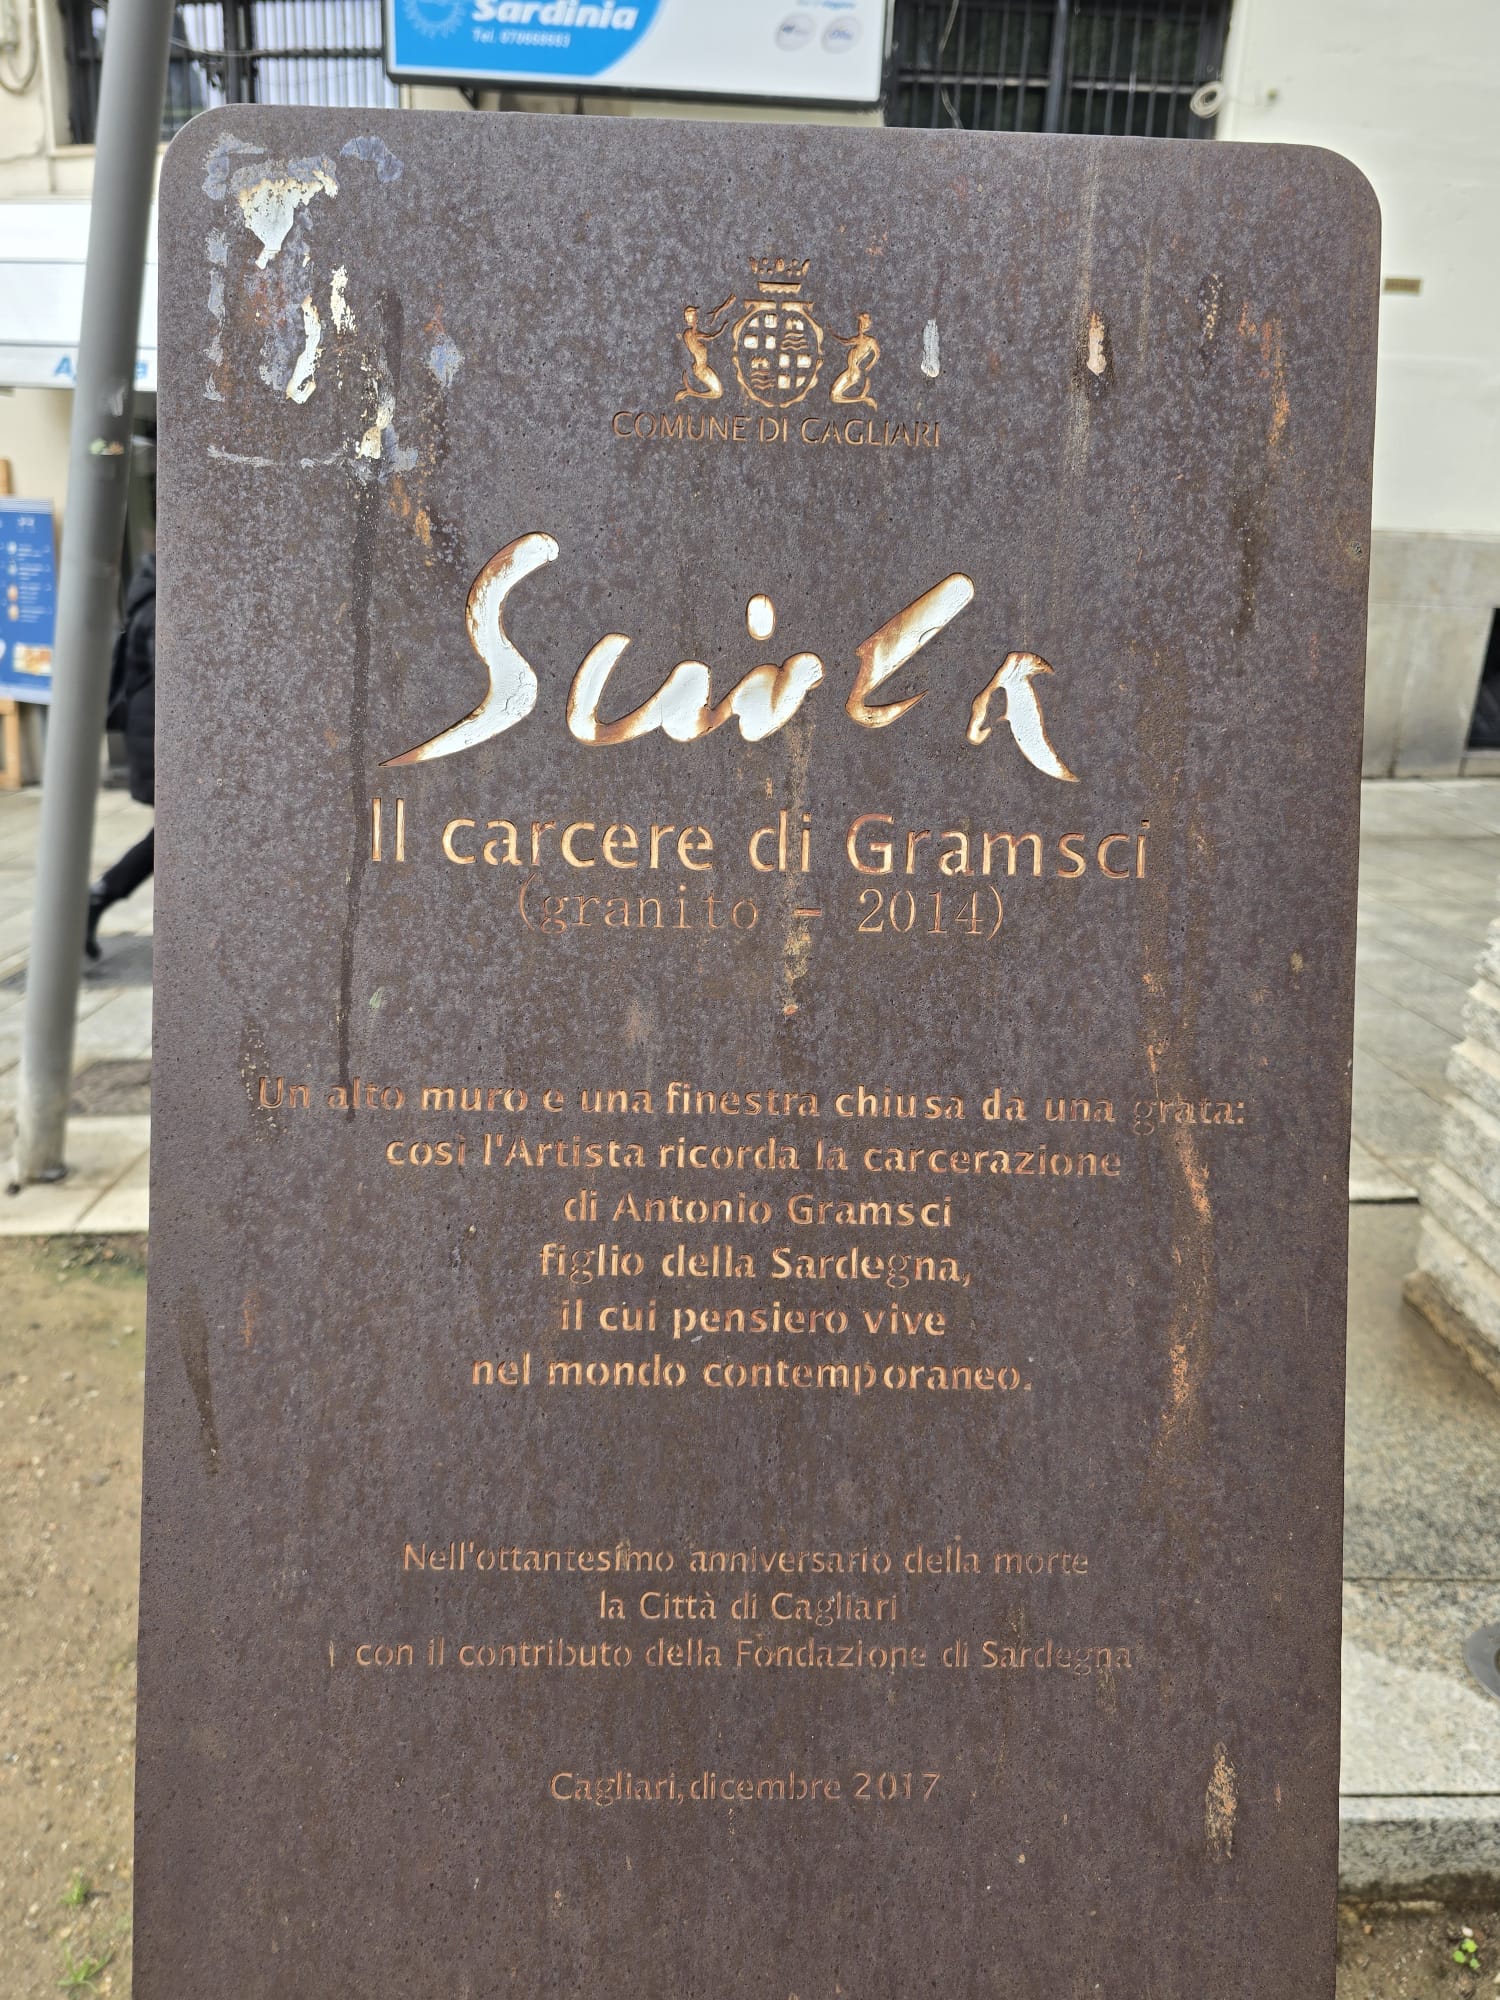 Sardinia
Tel. 070668683
COMUNE DI CAGLIARI
Sciola
Il carcere di Gramsci
(granito - 2014)
Un alto muro e una finestra chiusa da una grata:
così l'Artista ricorda la carcerazione
di Antonio Gramsci
figlio della Sardegna,
il cui pensiero vive
nel mondo contemporaneo.
Nell'ottantesimo anniversario della morte
la Città di Cagliari
con il contributo della Fondazione di Sardegna
Cagliari, dicembre 2017